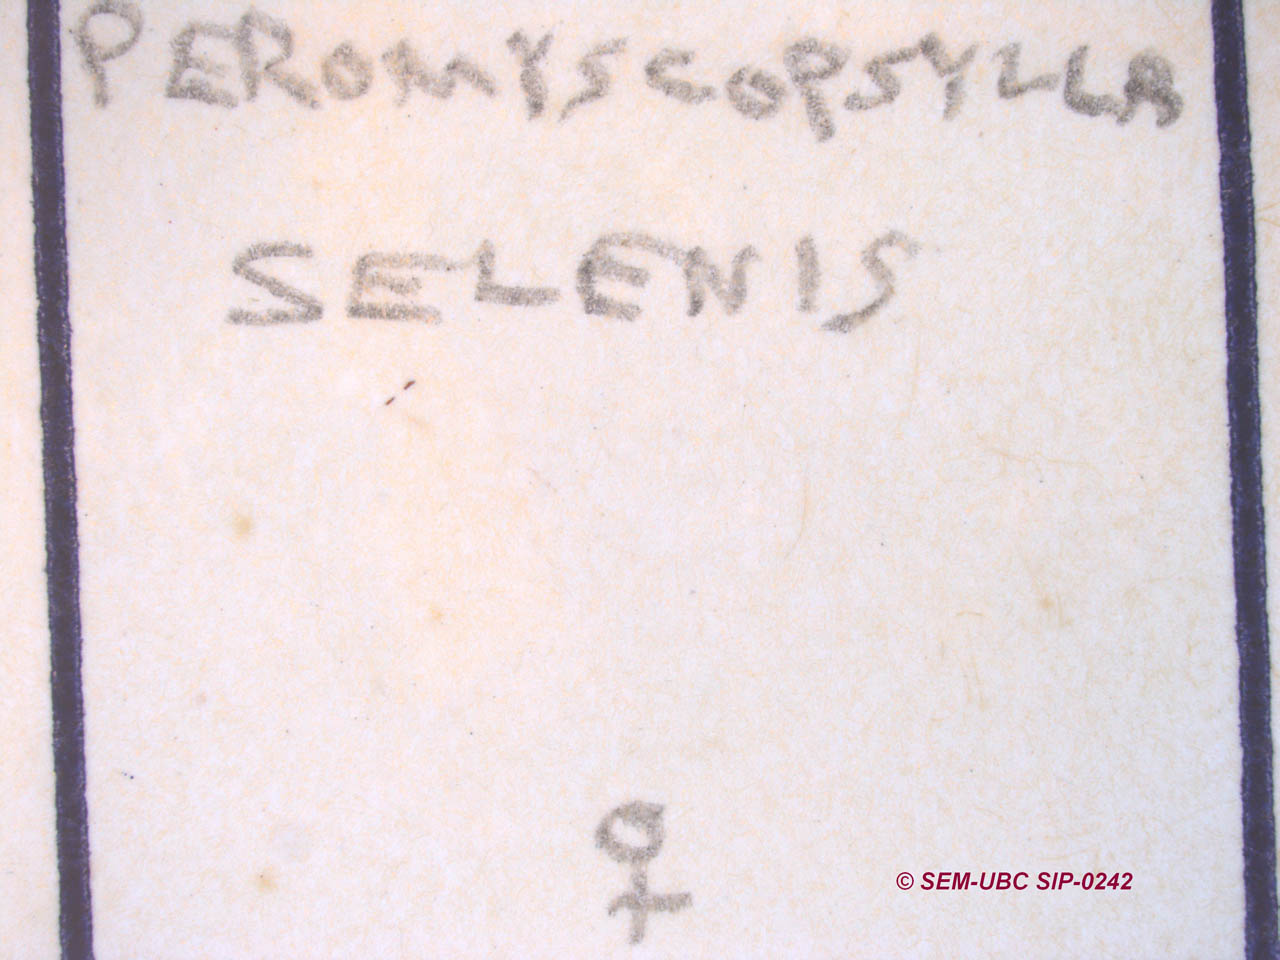 PEROMYSCOPSYLLA
SELENIS
♀
© SEM-UBC SIP-0242